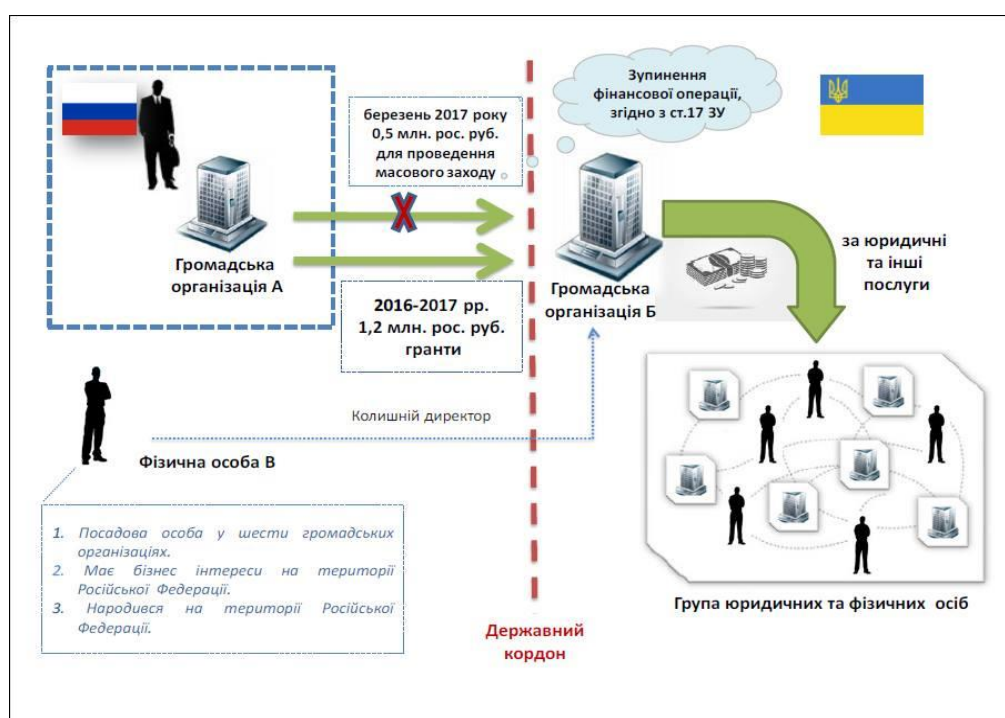 Зупинення
фінансової операції,
згідно з ст.17 ЗУ
березень 2017 року
0,5 млн. рос. руб.
для проведення
масового заходу
Громадська
організація А
2016-2017 рр.
1,2 млн. рос. руб.
гранти
Громадська
організація Б
за юридичні
та інші
послуги
Колишній директор
Фізична особа В
1. Посадова особа у шести громадських
організаціях.
2. Має бізнес інтереси на території
Російської Федерації.
3. Народився на території Російської
Федерації.
Державний
кордон
Група юридичних та фізичних осіб